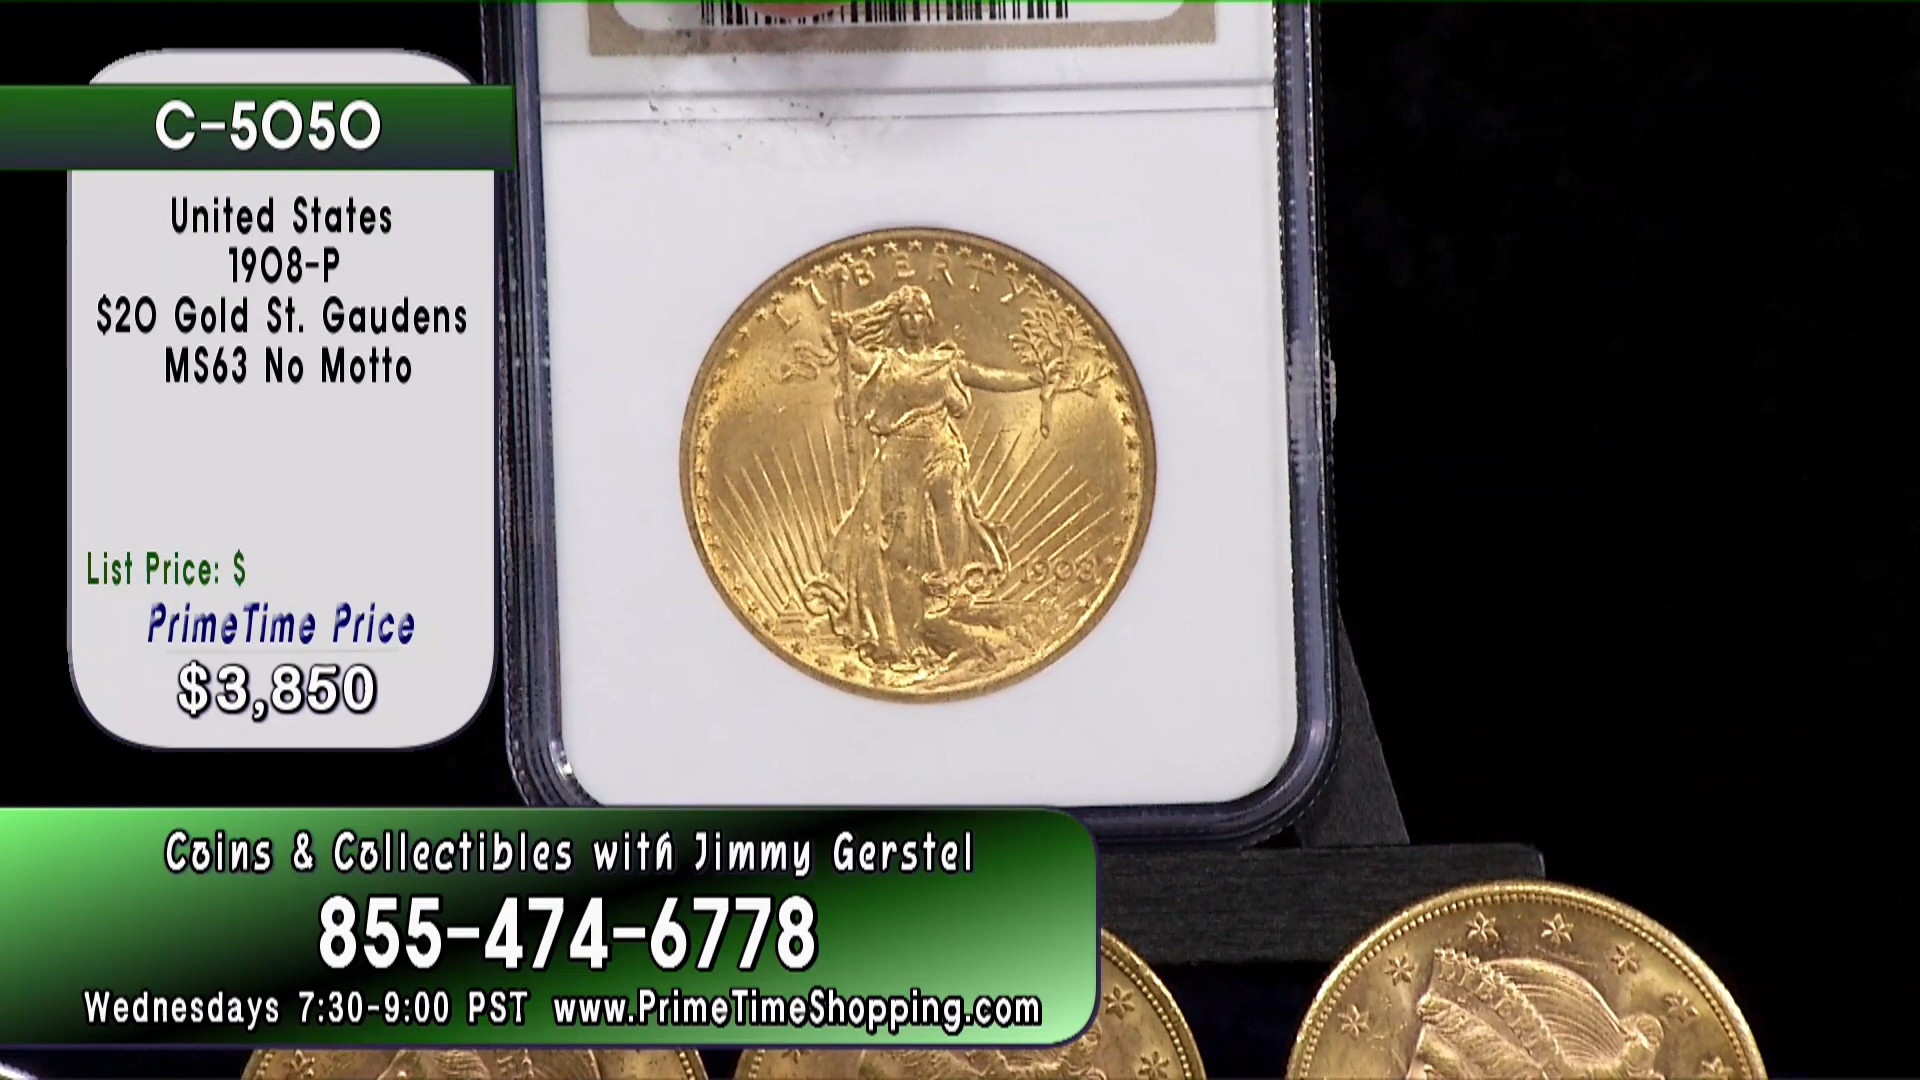 C-5050
United States
1908-P
$20 Gold St. Gaudens
MS63 No Motto
List Price: $
PrimeTime Price
$3,850
LIBERTY
1908
Coins & Collectibles with Jimmy Gerstel
855-474-6778
Wednesdays 7:30-9:00 PST www.PrimeTimeShopping.com